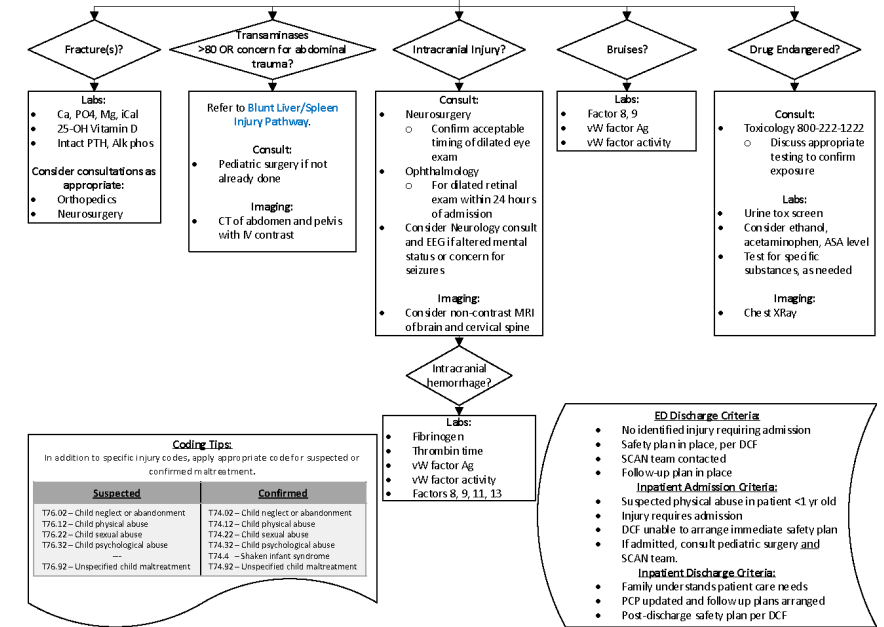 Fracture(s)?
Transaminases
>80 OR concern for abdominal
trauma?
Intracranial Injury?
Bruises?
Drug Endangered?
Labs:
• Ca, PO4, Mg, iCal
• 25-OH Vitamin D
• Intact PTH, Alk phos
Consider consultations as
appropriate:
• Orthopedics
• Neurosurgery
Refer to Blunt Liver/Spleen
Injury Pathway.
Consult:
• Pediatric surgery if not
already done
Imaging:
• CT of abdomen and pelvis
with IV contrast
Consult:
• Neurosurgery
o Confirm acceptable
timing of dilated eye
exam
• Ophthalmology
o For dilated retinal
exam within 24 hours
of admission
• Consider Neurology consult
and EEG if altered mental
status or concern for
seizures
Imaging:
• Consider non-contrast MRI
of brain and cervical spine
Labs:
• Factor 8, 9
• vW factor Ag
• vW factor activity
Consult:
• Toxicology 800-222-1222
o Discuss appropriate
testing to confirm
exposure
Labs:
• Urine tox screen
• Consider ethanol,
acetaminophen, ASA level
• Test for specific
substances, as needed
Imaging:
• Chest XRay
Intracranial
hemorrhage?
Labs:
• Fibrinogen
• Thrombin time
• vW factor Ag
• vW factor activity
• Factors 8, 9, 11, 13
Coding Tips:
In addition to specific injury codes, apply appropriate code for suspected or
confirmed maltreatment.
Suspected
T76.02 – Child neglect or abandonment
T76.12 – Child physical abuse
T76.22 – Child sexual abuse
T76.32 – Child psychological abuse
---
T76.92 – Unspecified child maltreatment
Confirmed
T74.02 – Child neglect or abandonment
T74.12 – Child physical abuse
T74.22 – Child sexual abuse
T74.32 – Child psychological abuse
T74.4 – Shaken infant syndrome
T74.92 – Unspecified child maltreatment
ED Discharge Criteria:
• No identified injury requiring admission
• Safety plan in place, per DCF
• SCAN team contacted
• Follow-up plan in place
Inpatient Admission Criteria:
• Suspected physical abuse in patient <1 yr old
• Injury requires admission
• DCF unable to arrange immediate safety plan
• If admitted, consult pediatric surgery and
SCAN team.
Inpatient Discharge Criteria:
• Family understands patient care needs
• PCP updated and follow up plans arranged
• Post-discharge safety plan per DCF